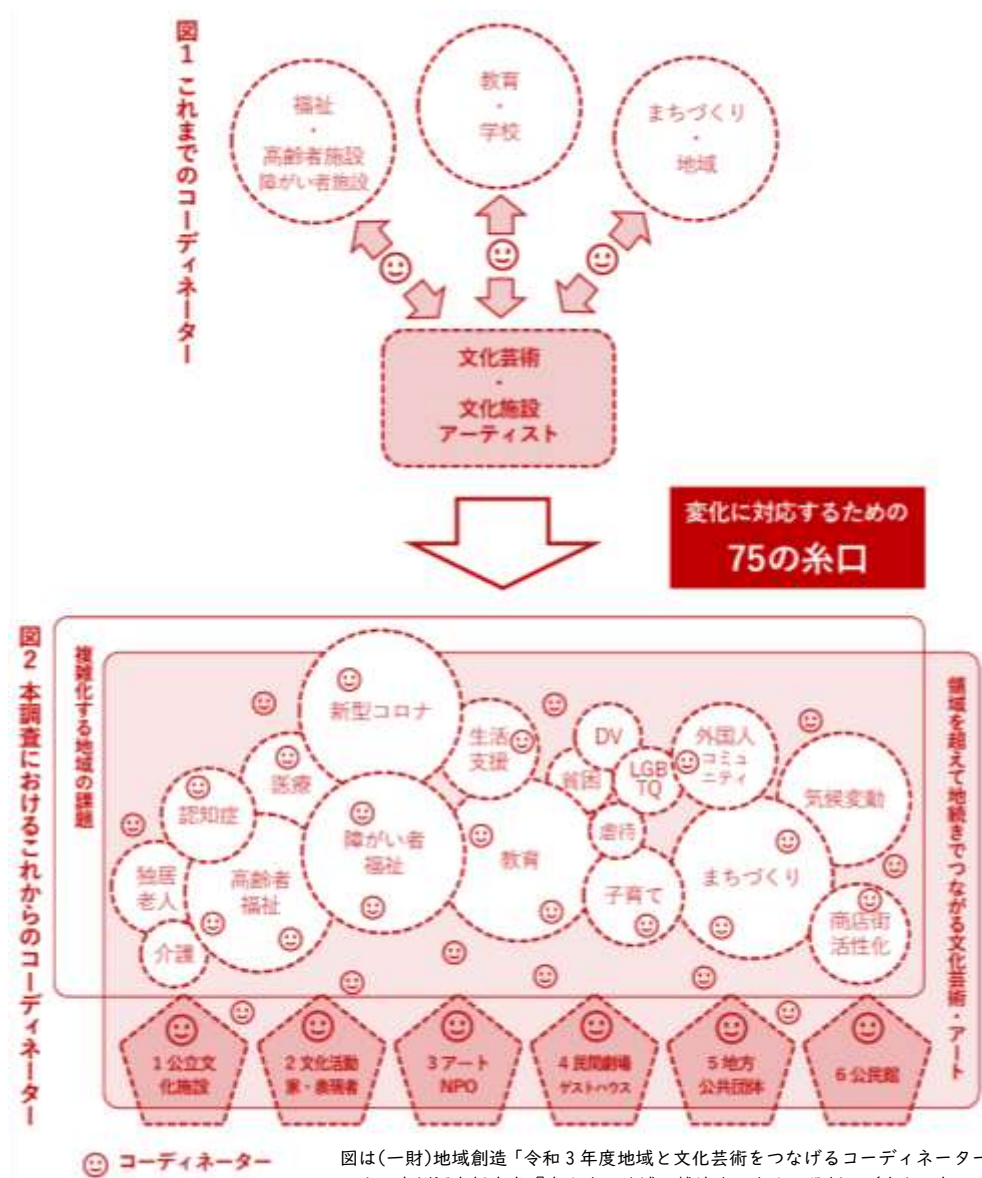 図1 これまでのコーディネーター
福祉
・
高齢者施設
障がい者施設
教育
・
学校
まちづくり
・
地域
文化芸術
・
文化施設
アーティスト
変化に対応するための
75の糸口
図2 本調査におけるこれからのコーディネーター
複雑化する地域の課題
領域を超えて地続きでつながる文化芸術・アート
新型コロナ
生活
支援
DV
外国人
コミュ
ニティ
医療
貧困
LGB
TQ
気候変動
認知症
虐待
障がい者
福祉
教育
まちづくり
独居
老人
高齢者
福祉
子育て
商店街
活性化
介護
1 公立文
化施設
2 文化活動
家・表現者
3 アート
NPO
4 民間劇場
ゲストハウス
5 地方
公共団体
6 公民館
コーディネーター
図は(一財)地域創造「令和3年度地域と文化芸術をつなげるコーディネーター